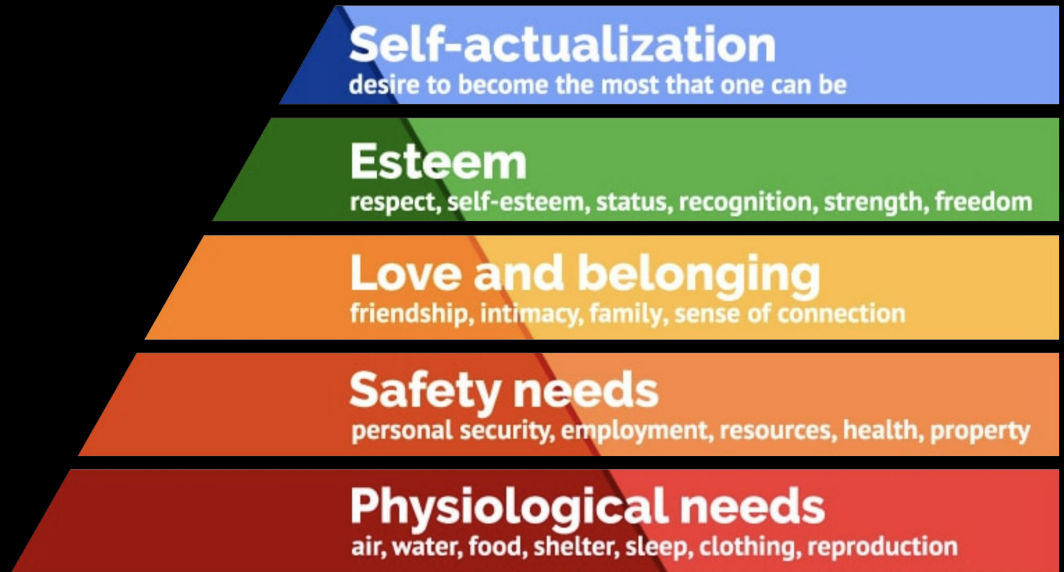 Self-actualization
desire to become the most that one can be
Esteem
respect, self-esteem, status, recognition, strength, freedom
Love and belonging
friendship, intimacy, family, sense of connection
Safety needs
personal security, employment, resources, health, property
Physiological needs
air, water, food, shelter, sleep, clothing, reproduction